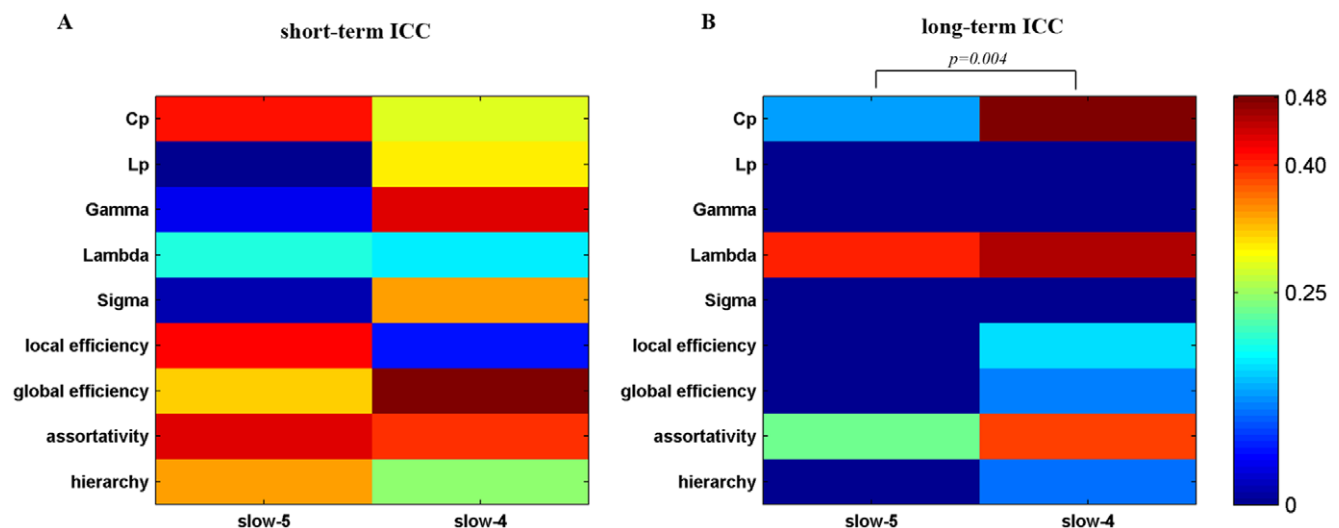 A
short-term ICC
Cp
Lp
Gamma
Lambda
Sigma
local efficiency
global efficiency
assortativity
hierarchy
slow-5
slow-4
B
long-term ICC
p=0.004
Cp
Lp
Gamma
Lambda
Sigma
local efficiency
global efficiency
assortativity
hierarchy
slow-5
slow-4
0.48
0.40
0.25
0